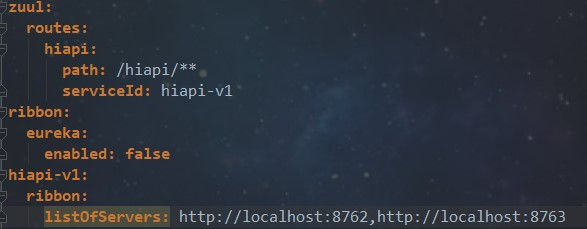 zuul:
  routes:
    hiapi:
      path: /hiapi/**
      serviceId: hiapi-v1
ribbon:
  eureka:
    enabled: false
hiapi-v1:
  ribbon:
    listOfServers: http://localhost:8762,http://localhost:8763